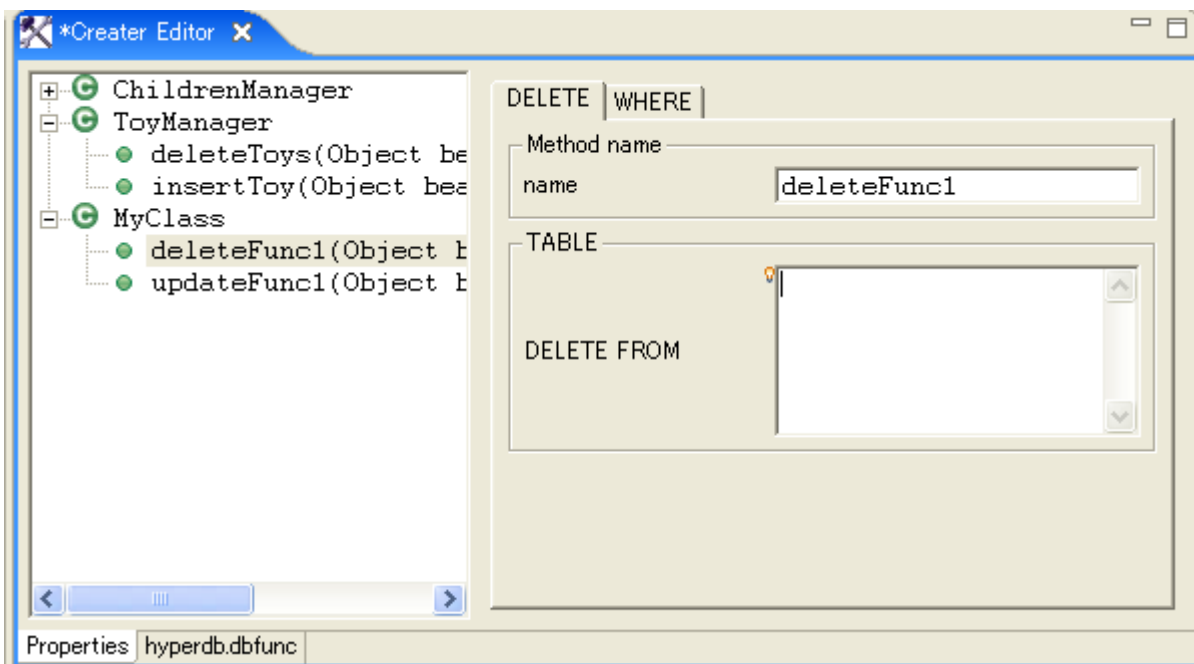 *Creater Editor
ChildrenManager
ToyManager
deleteToys(Object be
insertToy(Object bea
MyClass
deleteFunc1(Object b
updateFunc1(Object b
DELETE
WHERE
Method name
name
deleteFunc1
TABLE
DELETE FROM
Properties
hyperdb.dbfunc